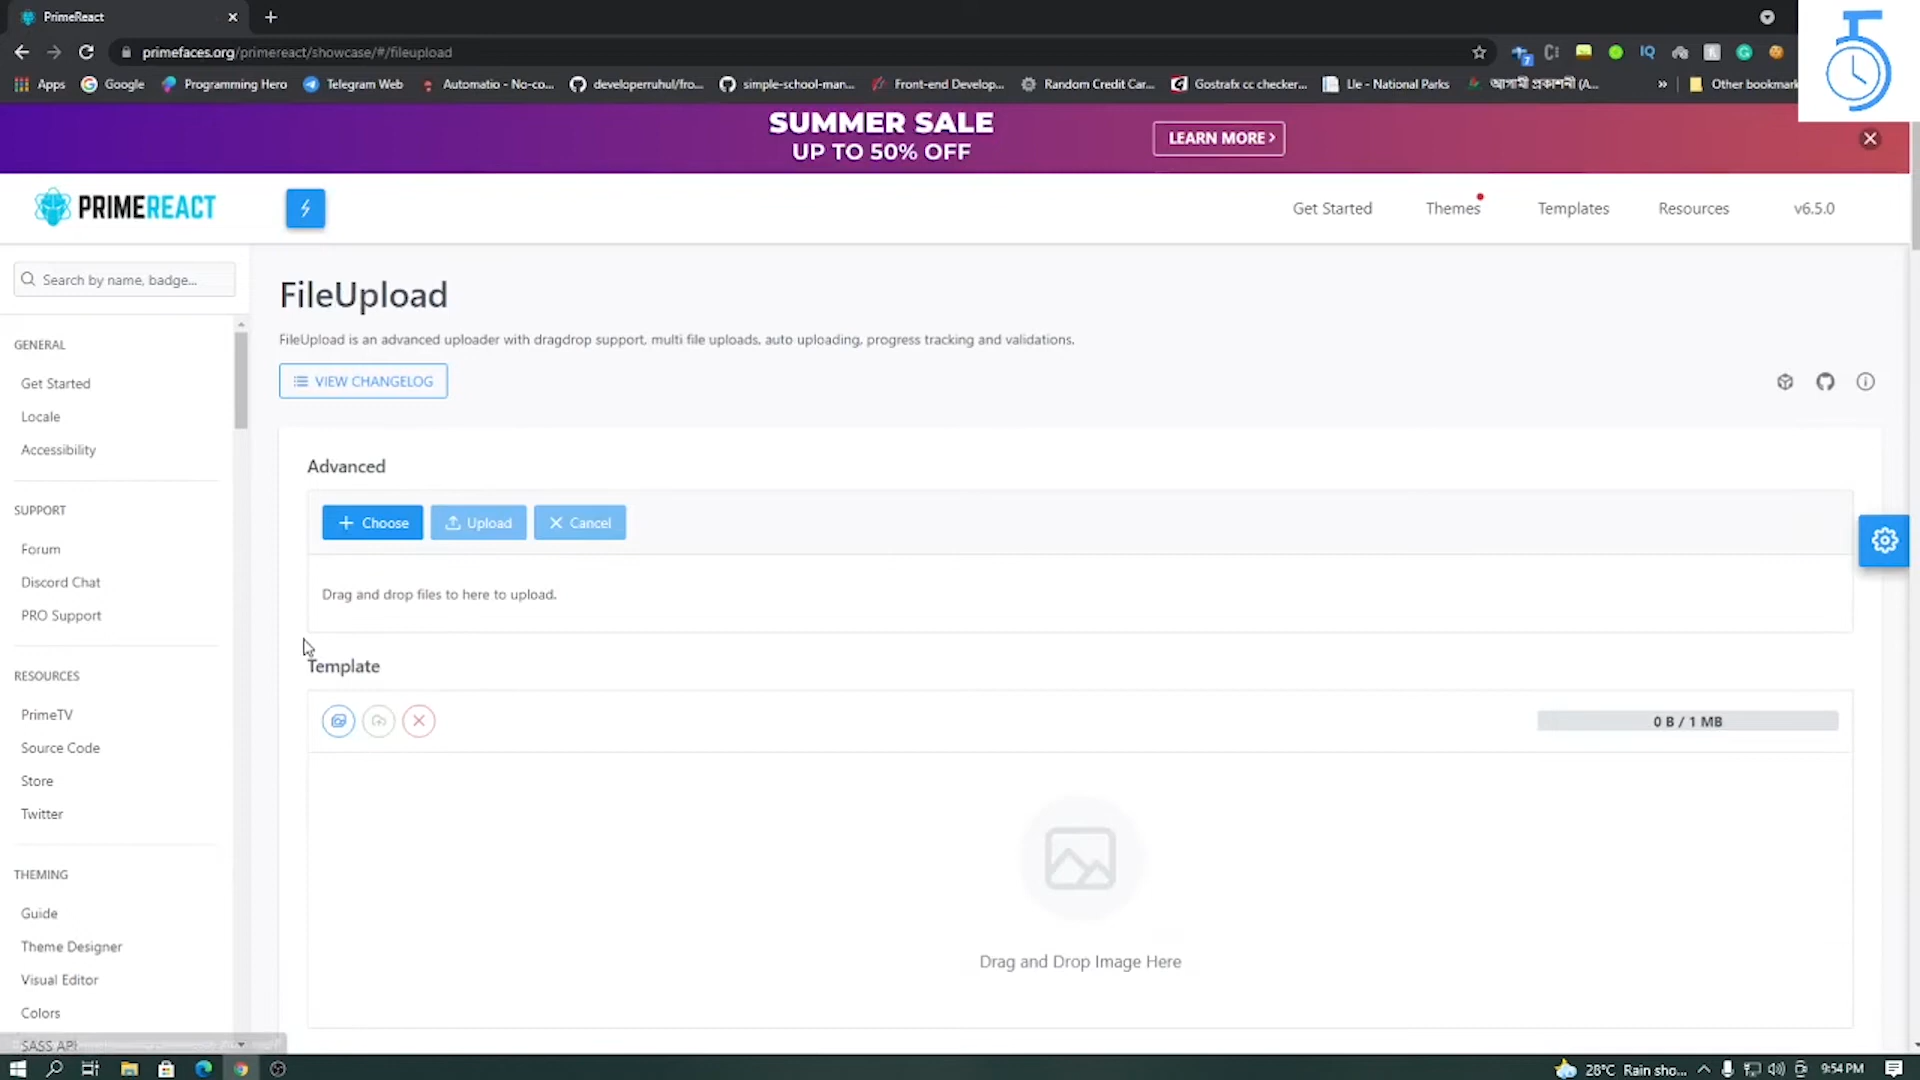 PrimeReact
primefaces.org/primereact/showcase/#/fileupload
Apps
Google
Programming Hero
Telegram Web
Automatio - No-co...
developerruhul/fro...
simple-school-man...
Front-end Develop...
Random Credit Car...
Gostrafx cc checker...
Lle - National Parks
আগামী প্রকাশনী (A...
»
Other bookmark
SUMMER SALE
UP TO 50% OFF
LEARN MORE >
PRIMEREACT
Get Started
Themes
Templates
Resources
v6.5.0
Search by name, badge...
FileUpload
FileUpload is an advanced uploader with dragdrop support, multi file uploads, auto uploading, progress tracking and validations.
VIEW CHANGELOG
GENERAL
Get Started
Locale
Accessibility
SUPPORT
Forum
Discord Chat
PRO Support
RESOURCES
PrimeTV
Source Code
Store
Twitter
THEMING
Guide
Theme Designer
Visual Editor
Colors
SASS API
Advanced
Choose
Upload
Cancel
Drag and drop files to here to upload.
Template
0 B / 1 MB
Drag and Drop Image Here
28°C Rain sho...
9:54 PM